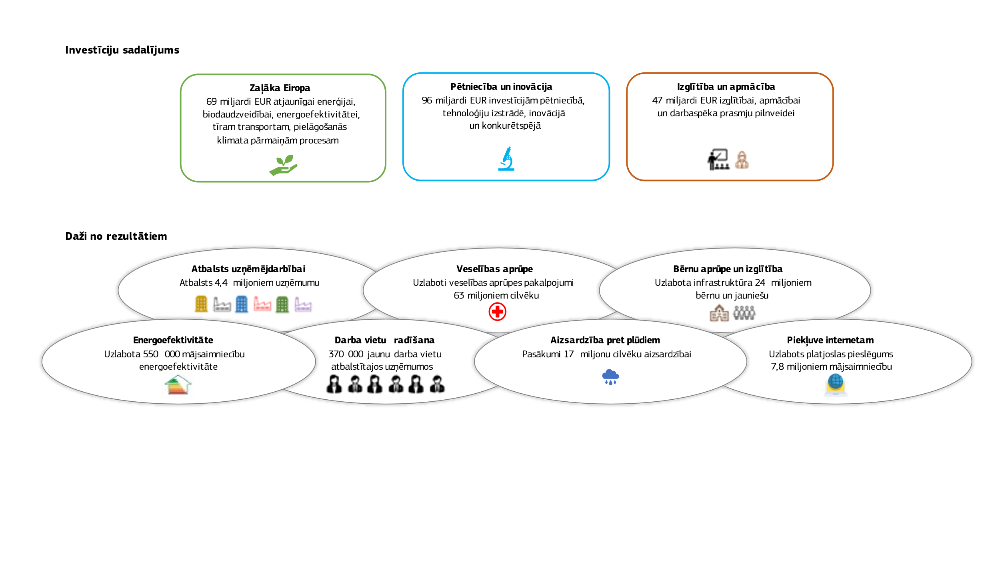 Investīciju sadalījums
Zaļāka Eiropa
69 miljardi EUR atjaunīgai enerģijai,
biodaudzveidībai, energoefektivitātei,
tīram transportam, pielāgošanās
klimata pārmaiņām procesam
Pētniecība un inovācija
96 miljardi EUR investīcijām pētniecībā,
tehnoloģiju izstrādē, inovācijā
un konkurētspējā
Izglītība un apmācība
47 miljardi EUR izglītībai, apmācībai
un darbaspēka prasmju pilnveidei
Daži no rezultātiem
Atbalsts uzņēmējdarbībai
Atbalsts 4,4 miljoniem uzņēmumu
Veselības aprūpe
Uzlaboti veselības aprūpes pakalpojumi
63 miljoniem cilvēku
Bērnu aprūpe un izglītība
Uzlabota infrastruktūra 24 miljoniem
bērnu un jauniešu
Energoefektivitāte
Uzlabota 550 000 mājsaimniecību
energoefektivitāte
Darba vietu radīšana
370 000 jaunu darba vietu
atbalstītajos uzņēmumos
Aizsardzība pret plūdiem
Pasākumi 17 miljonu cilvēku aizsardzībai
Piekļuve internetam
Uzlabots platjoslas pieslēgums
7,8 miljoniem mājsaimniecību